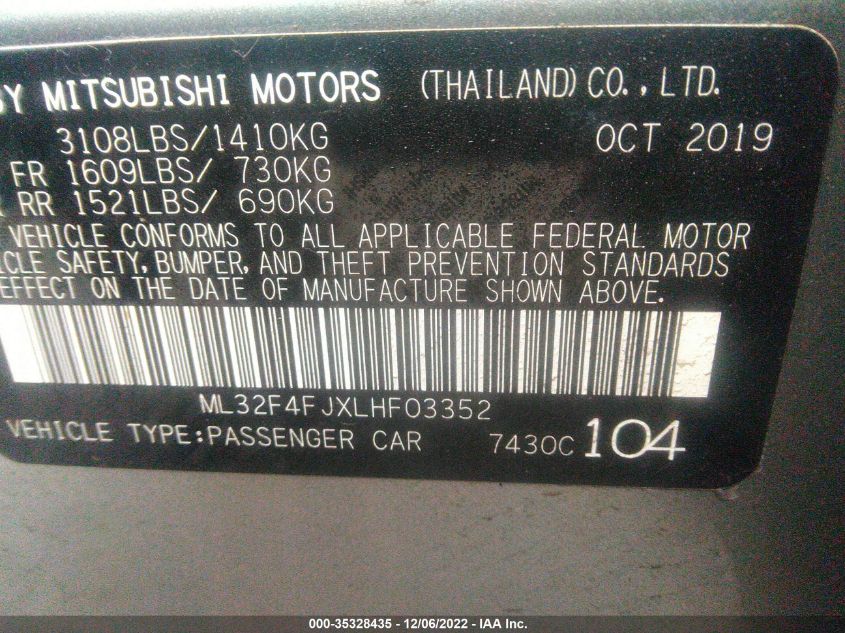 BY MITSUBISHI MOTORS (THAILAND) CO., LTD.
3108LBS/1410KG OCT 2019
FR 1609LBS/ 730KG
RR 1521LBS/ 690KG
VEHICLE CONFORMS TO ALL APPLICABLE FEDERAL MOTOR
ICLE SAFETY, BUMPER, AND THEFT PREVENTION STANDARDS
EFFECT ON THE DATE OF MANUFACTURE SHOWN ABOVE.
ML32F4FJXLHF03352
VEHICLE TYPE:PASSENGER CAR 7430C 104
000-35328435 - 12/06/2022 - IAA Inc.